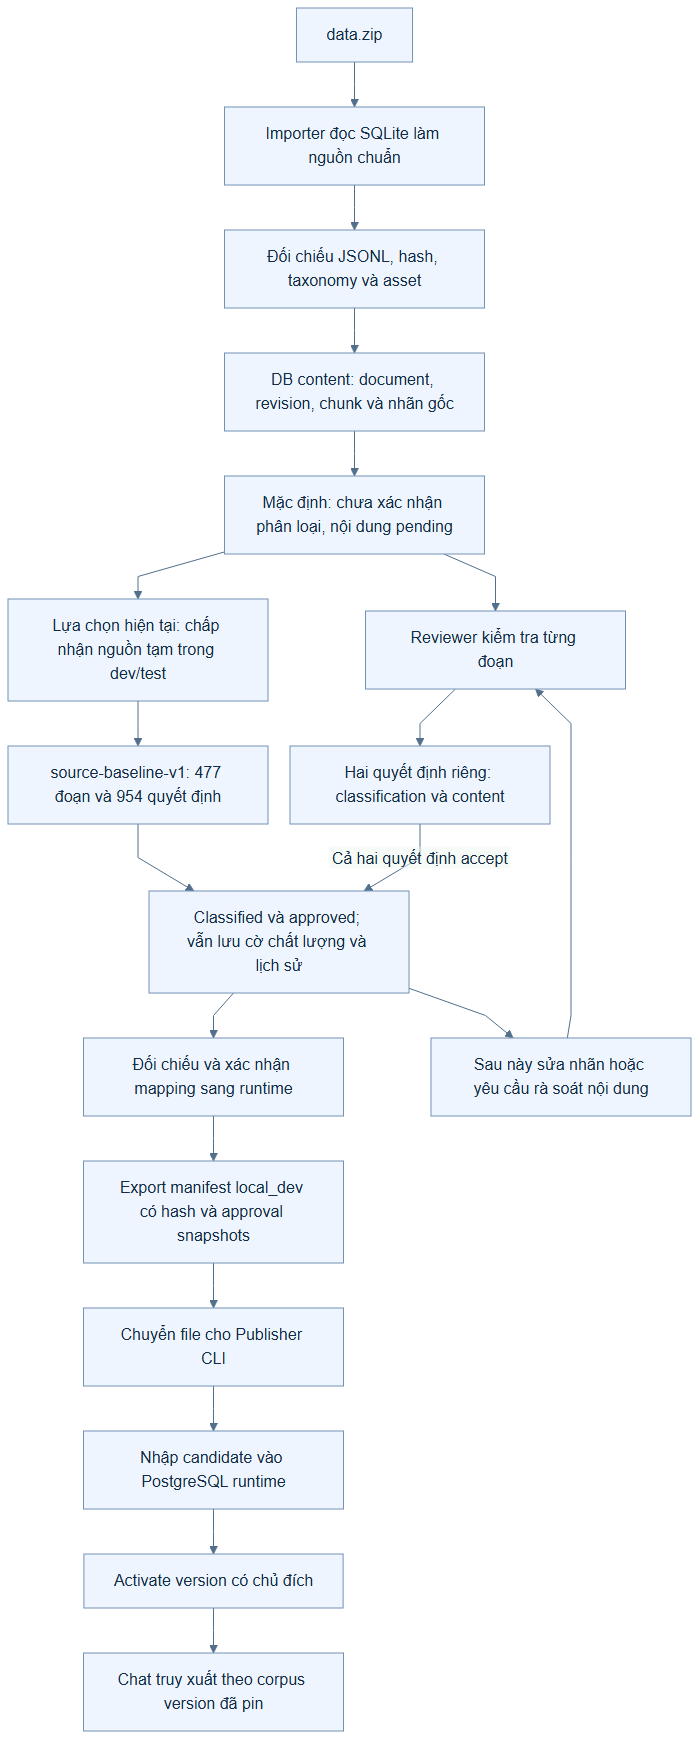 data.zip
Importer đọc SQLite làm
nguồn chuẩn
Đối chiếu JSONL, hash,
taxonomy và asset
DB content: document,
revision, chunk và nhãn gốc
Mặc định: chưa xác nhận
phân loại, nội dung pending
Lựa chọn hiện tại: chấp
nhận nguồn tạm trong
dev/test
Reviewer kiểm tra từng
đoạn
source-baseline-v1: 477
đoạn và 954 quyết định
Hai quyết định riêng:
classification và content
Cả hai quyết định accept
Classified và approved;
vẫn lưu cờ chất lượng và
lịch sử
Đối chiếu và xác nhận
mapping sang runtime
Sau này sửa nhãn hoặc
yêu cầu rà soát nội dung
Export manifest local_dev
có hash và approval
snapshots
Chuyển file cho Publisher
CLI
Nhập candidate vào
PostgreSQL runtime
Activate version có chủ đích
Chat truy xuất theo corpus
version đã pin